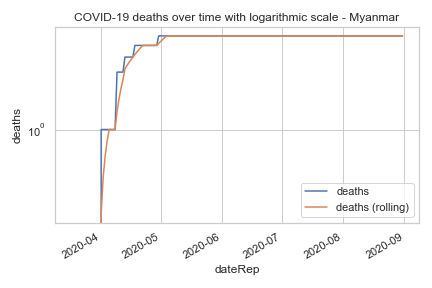 COVID-19 deaths over time with logarithmic scale - Myanmar
deaths
10⁰
deaths
deaths (rolling)
2020-04
2020-05
2020-06
2020-07
2020-08
2020-09
dateRep